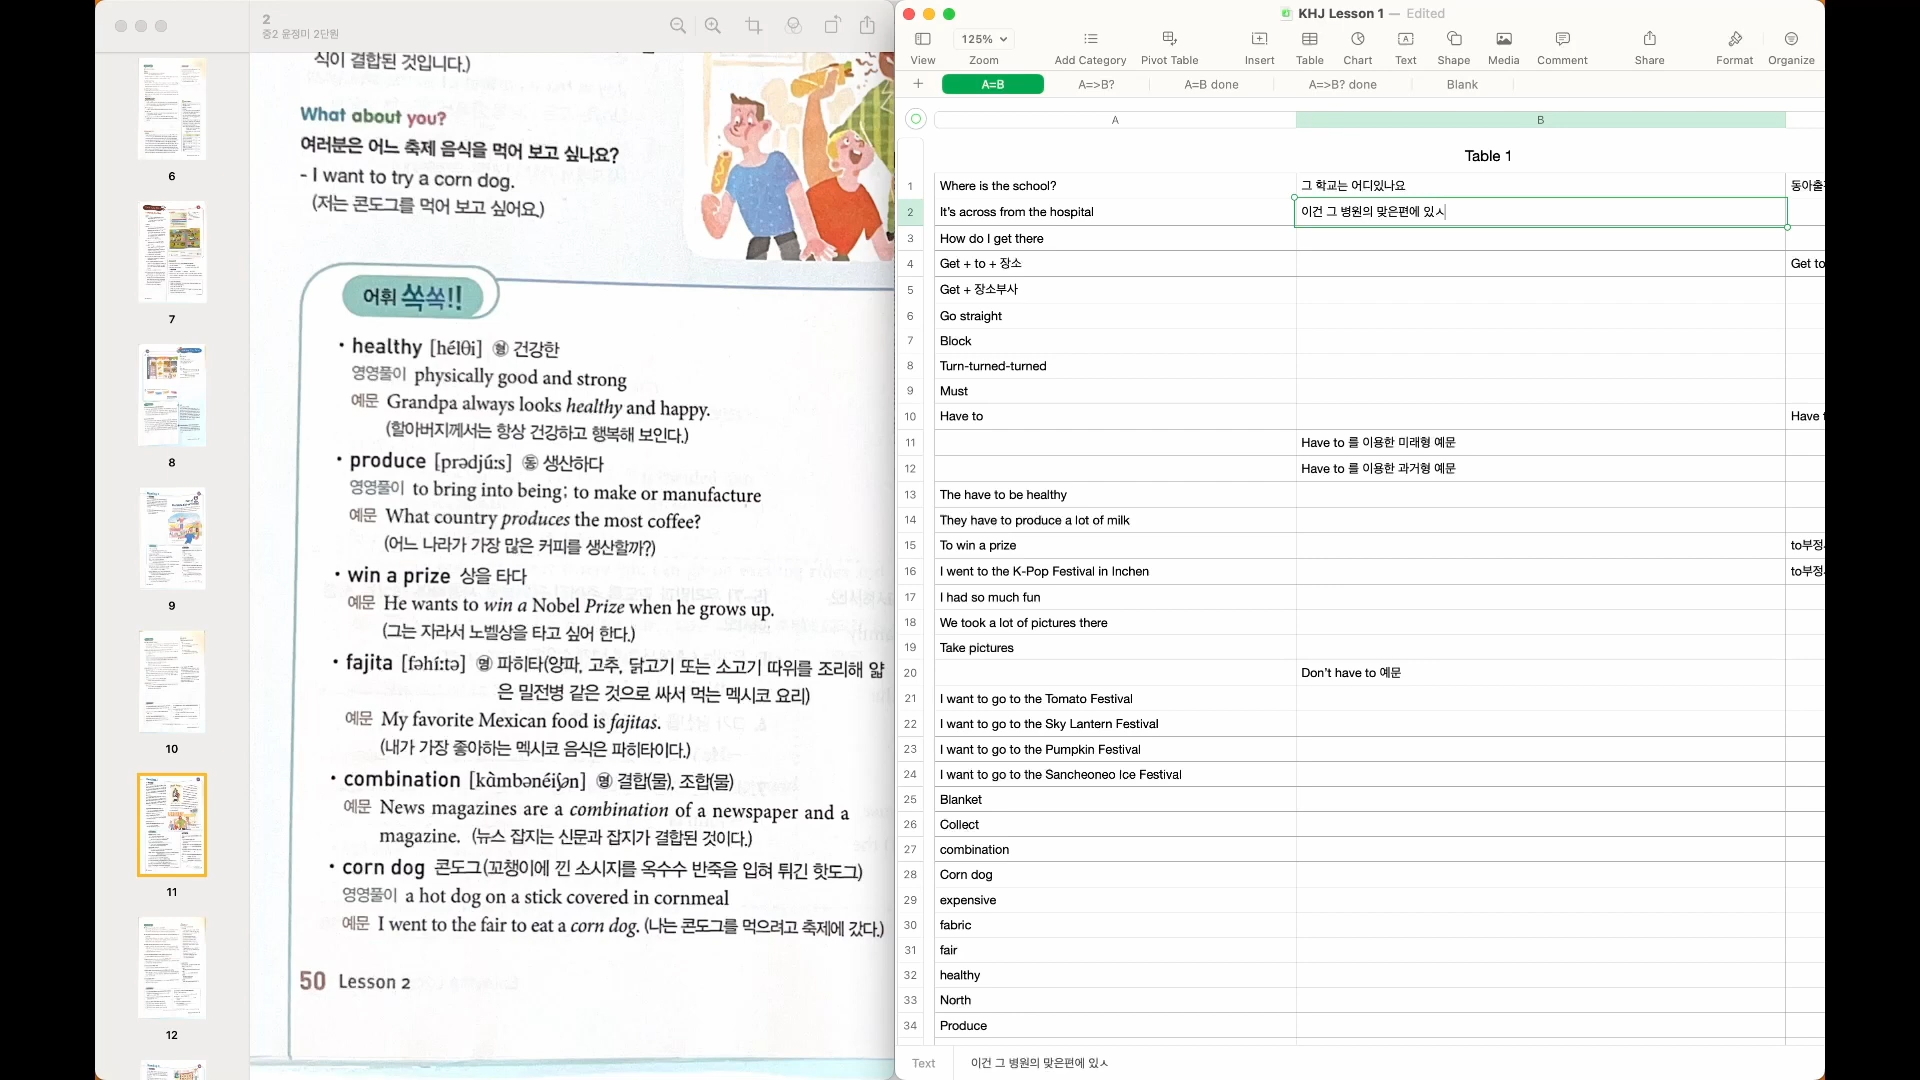 2
중2 윤정미 2단원
6
7
8
9
10
11
12
식이 결합된 것입니다.)
What about you?
여러분은 어느 축제 음식을 먹어 보고 싶나요?
- I want to try a corn dog.
(저는 콘도그를 먹어 보고 싶어요.)
어휘 쏙쏙!!
• healthy [hélθi] 형 건강한
영영풀이 physically good and strong
예문 Grandpa always looks healthy and happy.
(할아버지께서는 항상 건강하고 행복해 보인다.)
• produce [prədjúːs] 동 생산하다
영영풀이 to bring into being; to make or manufacture
예문 What country produces the most coffee?
(어느 나라가 가장 많은 커피를 생산할까?)
• win a prize 상을 타다
예문 He wants to win a Nobel Prize when he grows up.
(그는 자라서 노벨상을 타고 싶어 한다.)
• fajita [fəhíːtə] 명 파히타(양파, 고추, 닭고기 또는 소고기 따위를 조리해 얇
은 밀전병 같은 것으로 싸서 먹는 멕시코 요리)
예문 My favorite Mexican food is fajitas.
(내가 가장 좋아하는 멕시코 음식은 파히타이다.)
• combination [kàmbənéiʃən] 명 결합(물), 조합(물)
예문 News magazines are a combination of a newspaper and a
magazine. (뉴스 잡지는 신문과 잡지가 결합된 것이다.)
• corn dog 콘도그(꼬챙이에 낀 소시지를 옥수수 반죽을 입혀 튀긴 핫도그)
영영풀이 a hot dog on a stick covered in cornmeal
예문 I went to the fair to eat a corn dog. (나는 콘도그를 먹으려고 축제에 갔다.)
50 Lesson 2
KHJ Lesson 1 — Edited
125%
View Zoom Add Category Pivot Table Insert Table Chart Text Shape Media Comment Share Format Organize
A=B A=>B? A=B done A=>B? done Blank
A B
Table 1
1 Where is the school? 그 학교는 어디있나요 동아출
2 It's across from the hospital 이건 그 병원의 맞은편에 있ㅅ
3 How do I get there
4 Get + to + 장소 Get to
5 Get + 장소부사
6 Go straight
7 Block
8 Turn-turned-turned
9 Must
10 Have to Have t
11 Have to 를 이용한 미래형 예문
12 Have to 를 이용한 과거형 예문
13 The have to be healthy
14 They have to produce a lot of milk
15 To win a prize to부정
16 I went to the K-Pop Festival in Inchen to부정
17 I had so much fun
18 We took a lot of pictures there
19 Take pictures
20 Don't have to 예문
21 I want to go to the Tomato Festival
22 I want to go to the Sky Lantern Festival
23 I want to go to the Pumpkin Festival
24 I want to go to the Sancheoneo Ice Festival
25 Blanket
26 Collect
27 combination
28 Corn dog
29 expensive
30 fabric
31 fair
32 healthy
33 North
34 Produce
Text 이건 그 병원의 맞은편에 있ㅅ